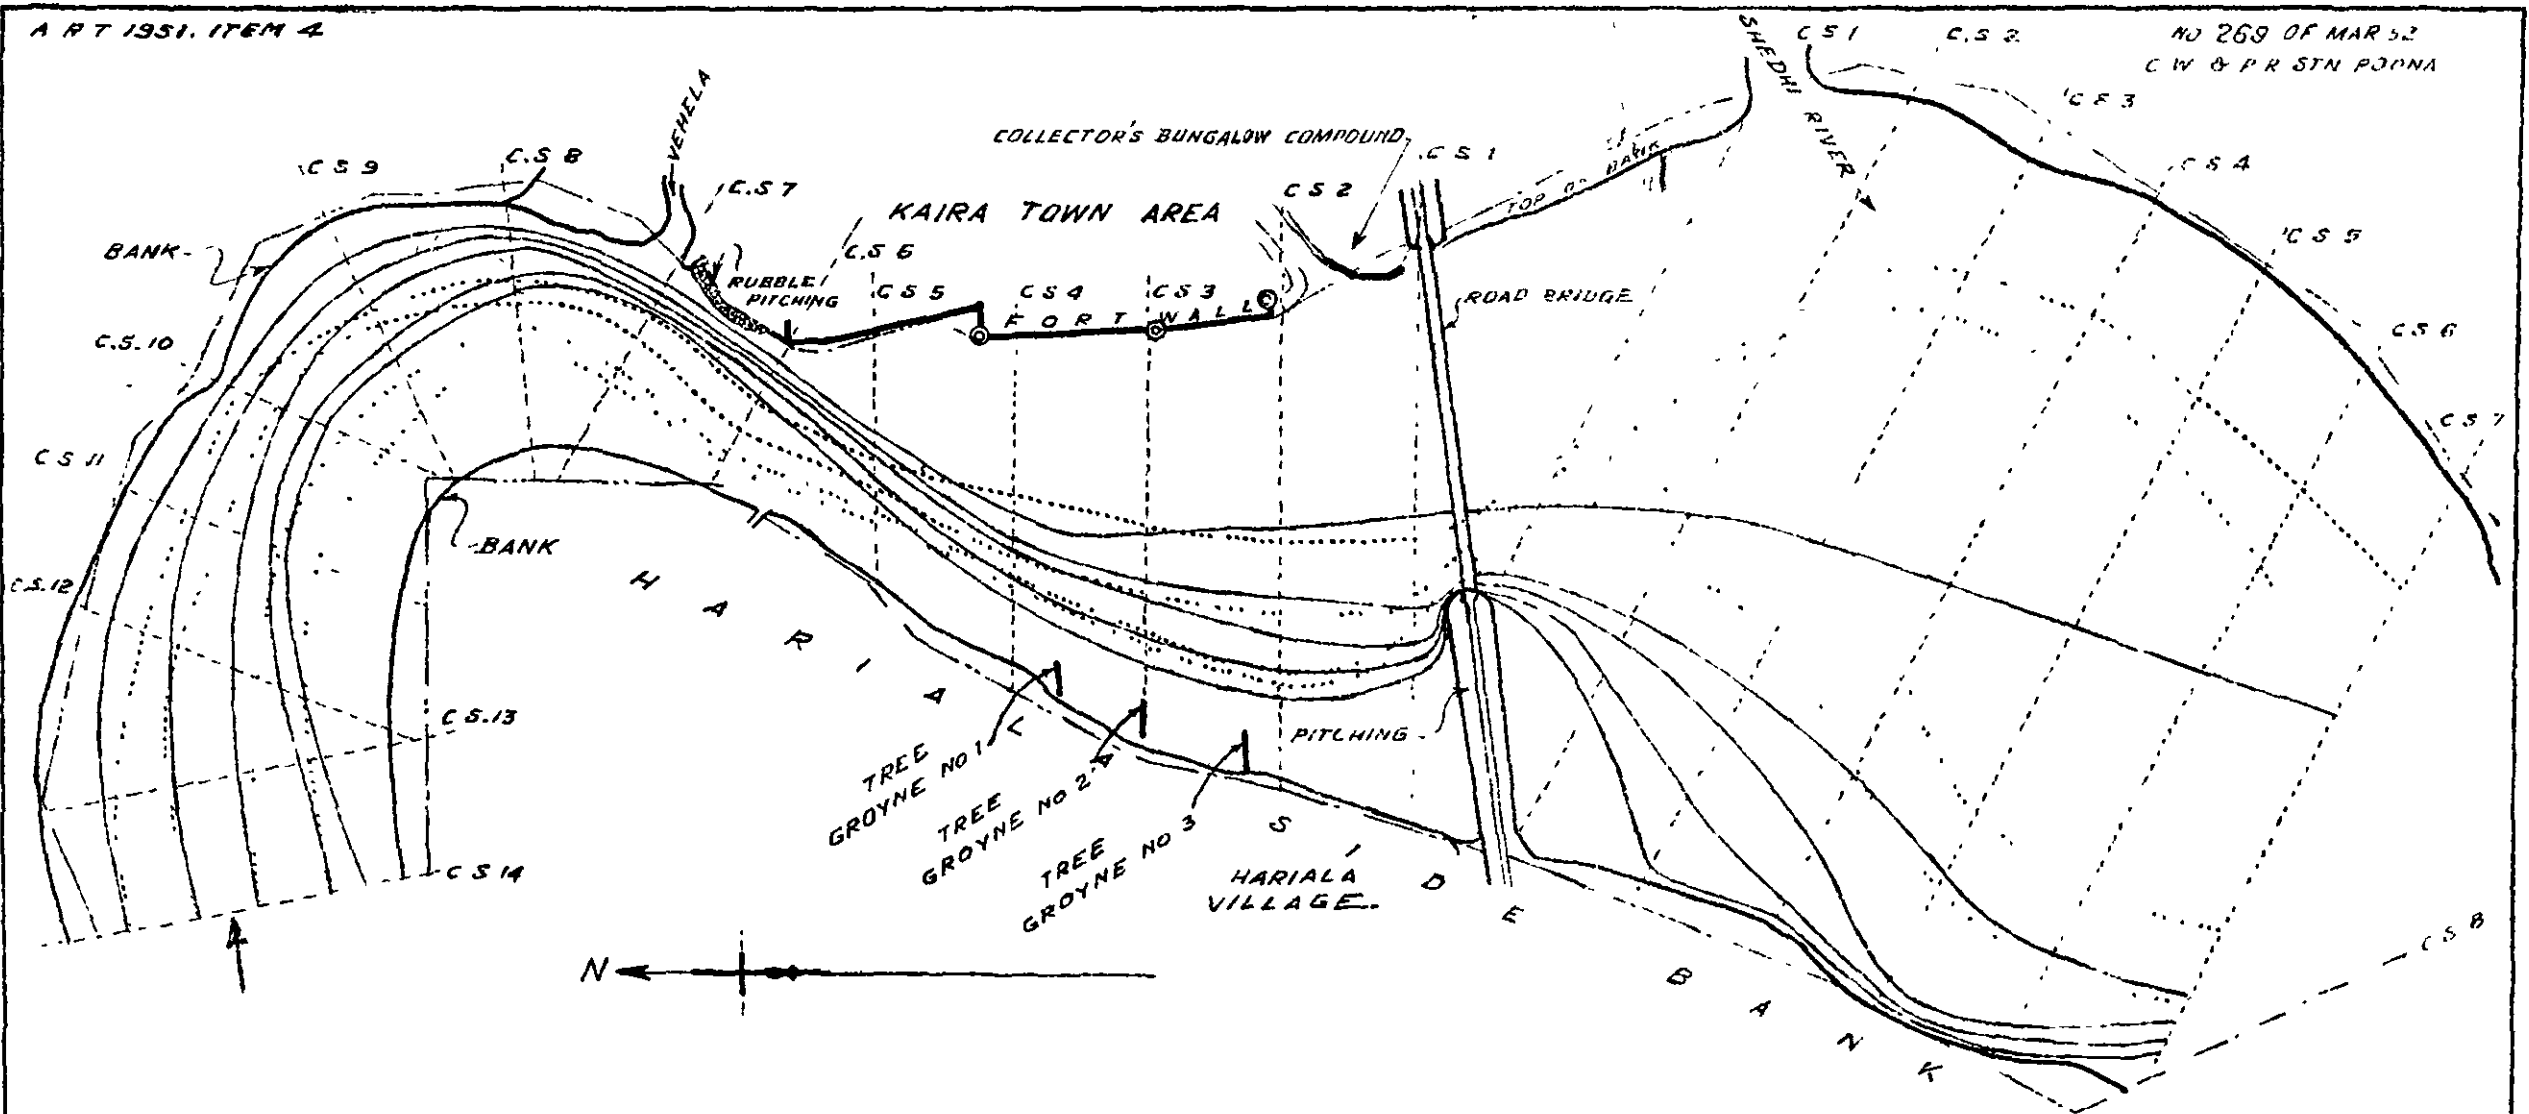 A R T 1951. ITEM 4
NO 269 OF MAR 52
C W & P R STN POONA
SHEDHI RIVER
C S 1
C.S 2
C S 3
C S 4
C S 5
C S 6
C S 7
C S 8
VEHELA
COLLECTOR'S BUNGALOW COMPOUND
C S 1
TOP OF BANK
C S 2
KAIRA TOWN AREA
C S 9
C.S 8
C.S 7
C.S 6
C S 5
C S 4
C S 3
BANK
RUBBLE
PITCHING
FORT WALL
ROAD BRIDGE
C.S.10
C S 11
C.S.12
BANK
C S.13
C S 14
HARIALA SIDE BANK
TREE
GROYNE NO 1
TREE
GROYNE NO 2
TREE
GROYNE NO 3
PITCHING
HARIALA
VILLAGE
N